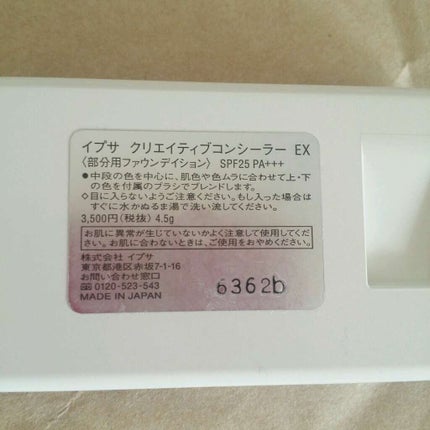 イプサ クリエイティブコンシーラー EX
〈部分用ファウンデイション〉 SPF25 PA+++
●中段の色を中心に、肌色や色ムラに合わせて上・下
の色を付属のブラシでブレンドします。
◇目に入らないようご注意ください。もし入った場合は
すぐに水かぬるま湯で洗い流してください。
3,500円(税抜) 4.5g
お肌に異常が生じていないかよく注意して使用してく
ださい。お肌に合わないときは、ご使用をおやめください。
株式会社 イプサ
東京都港区赤坂7-1-16
お問い合わせ窓口
0120-523-543
MADE IN JAPAN
6362b